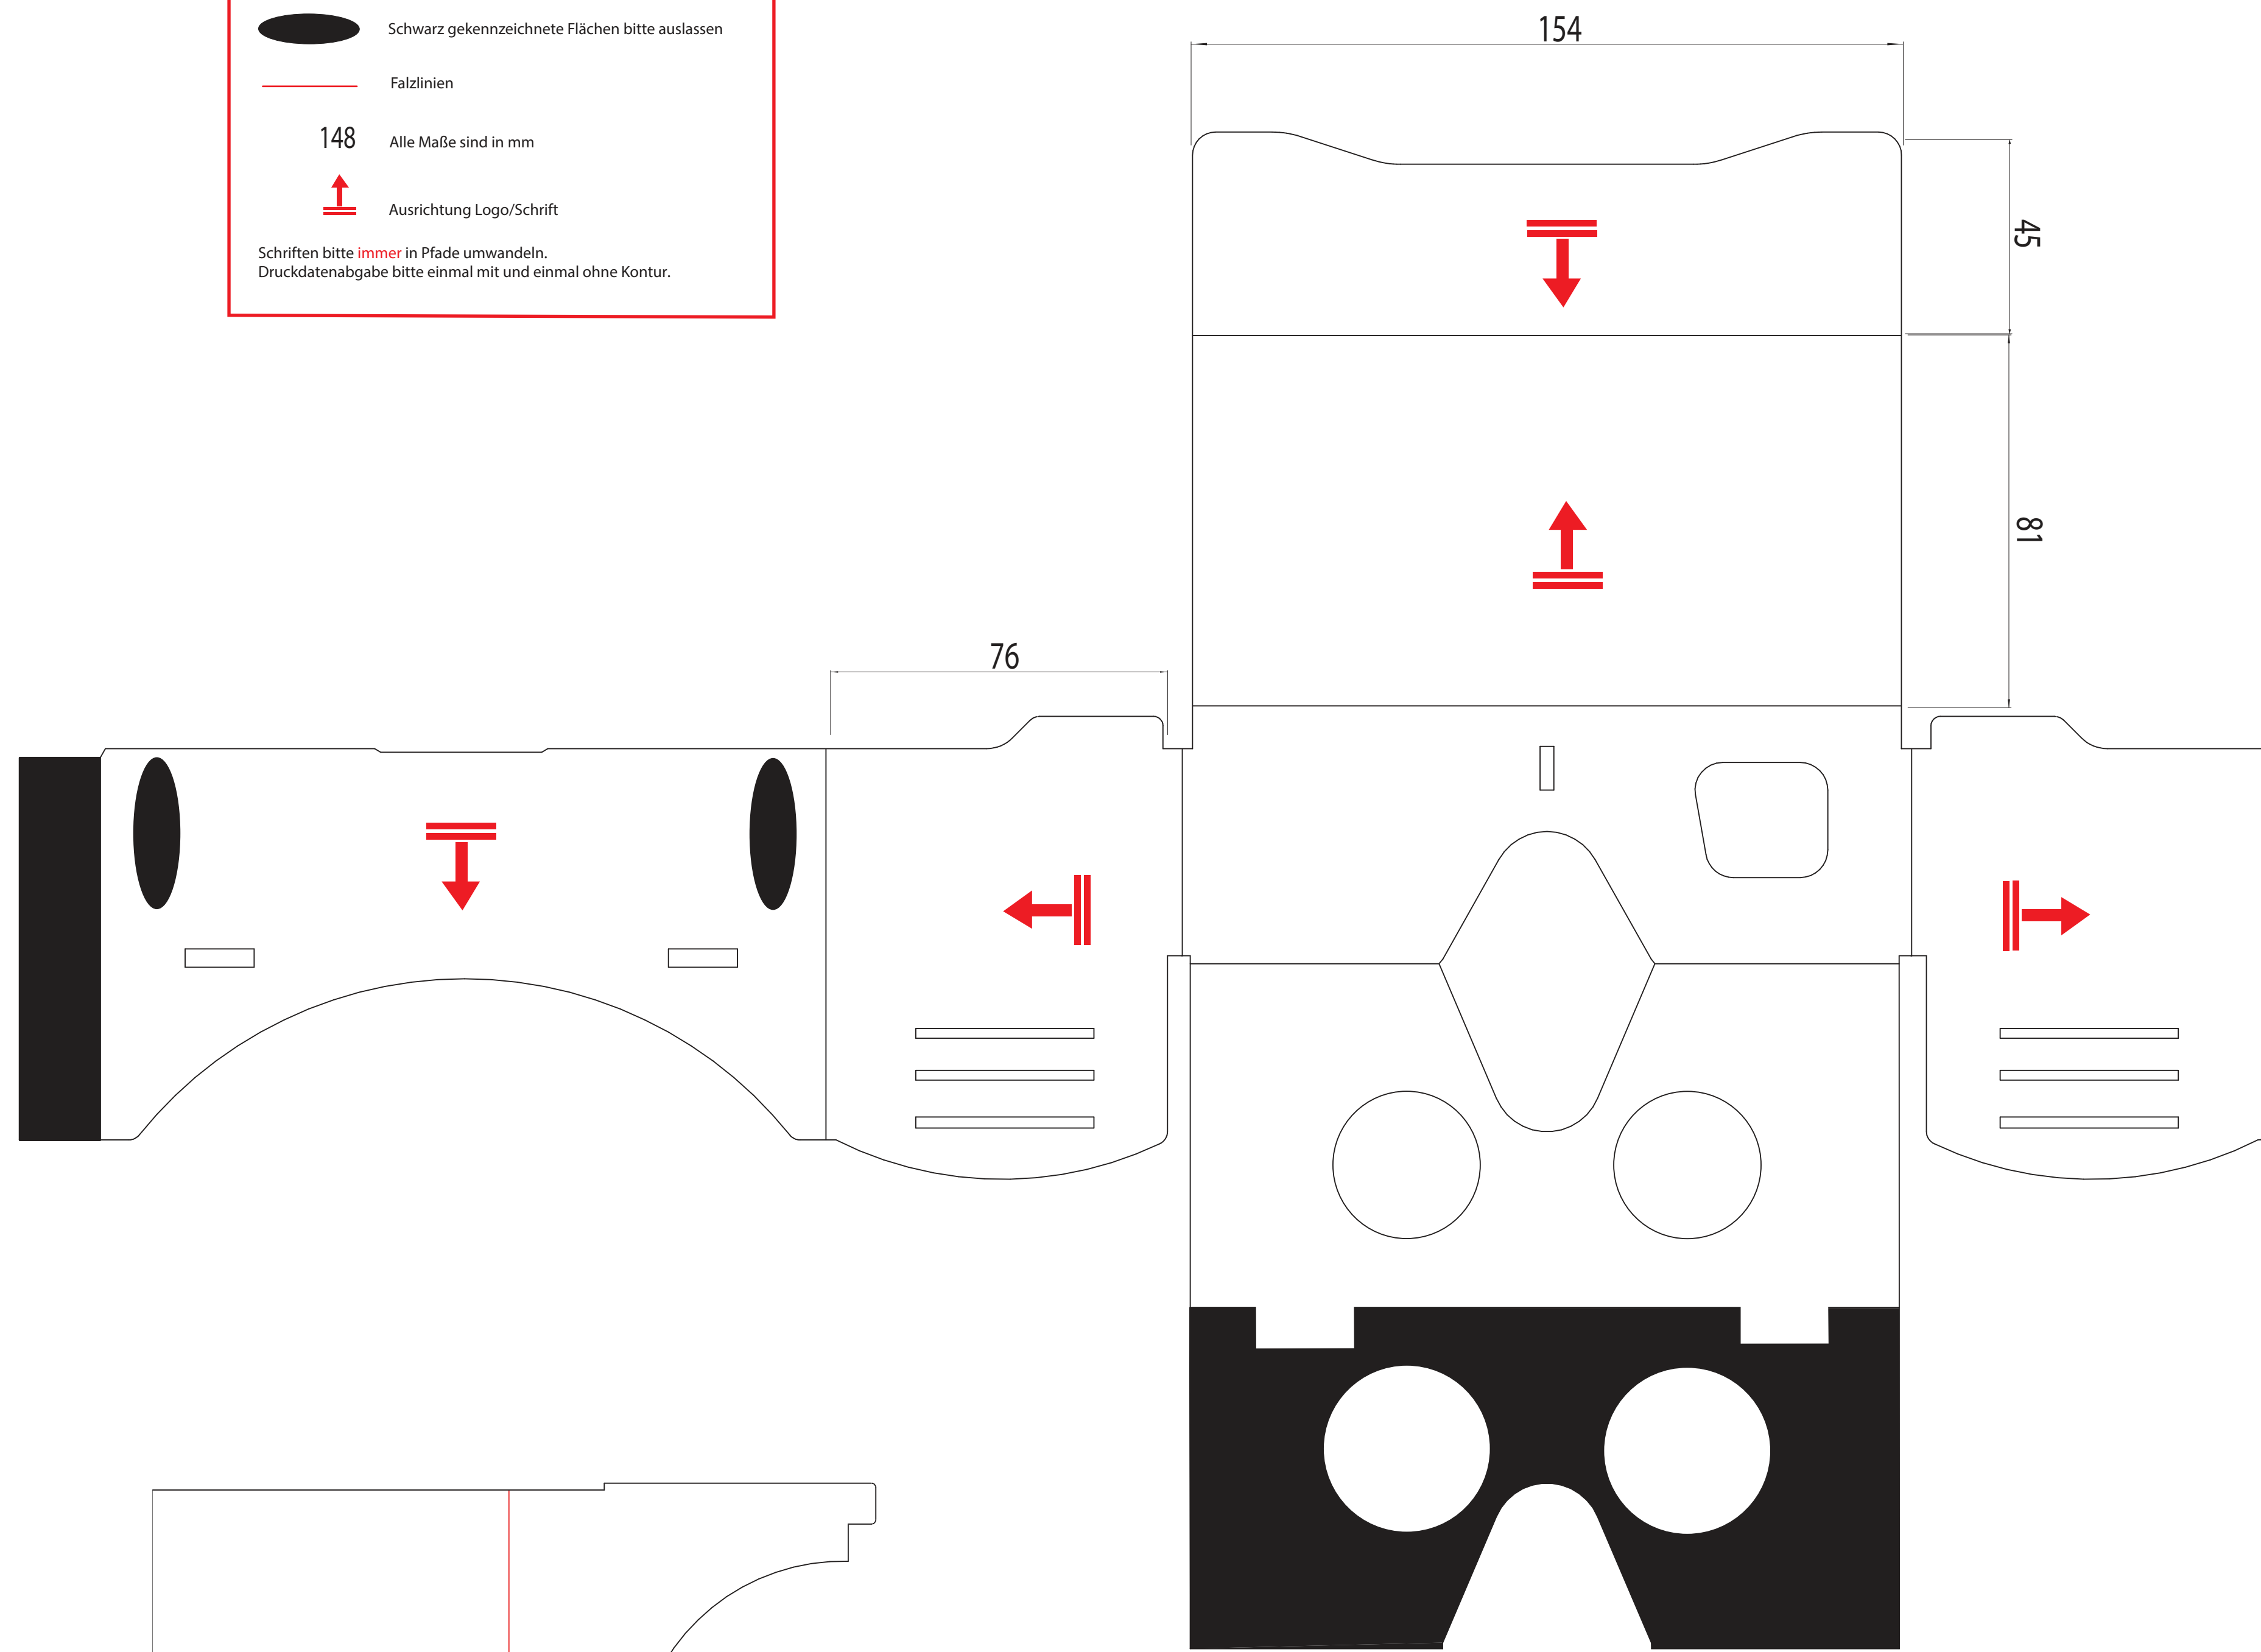 Schwarz gekennzeichnete Flächen bitte auslassen
Falzlinien
148
Alle Maße sind in mm
Ausrichtung Logo/Schrift
Schriften bitte immer in Pfade umwandeln.
Druckdatenabgabe bitte einmal mit und einmal ohne Kontur.
154
45
81
76